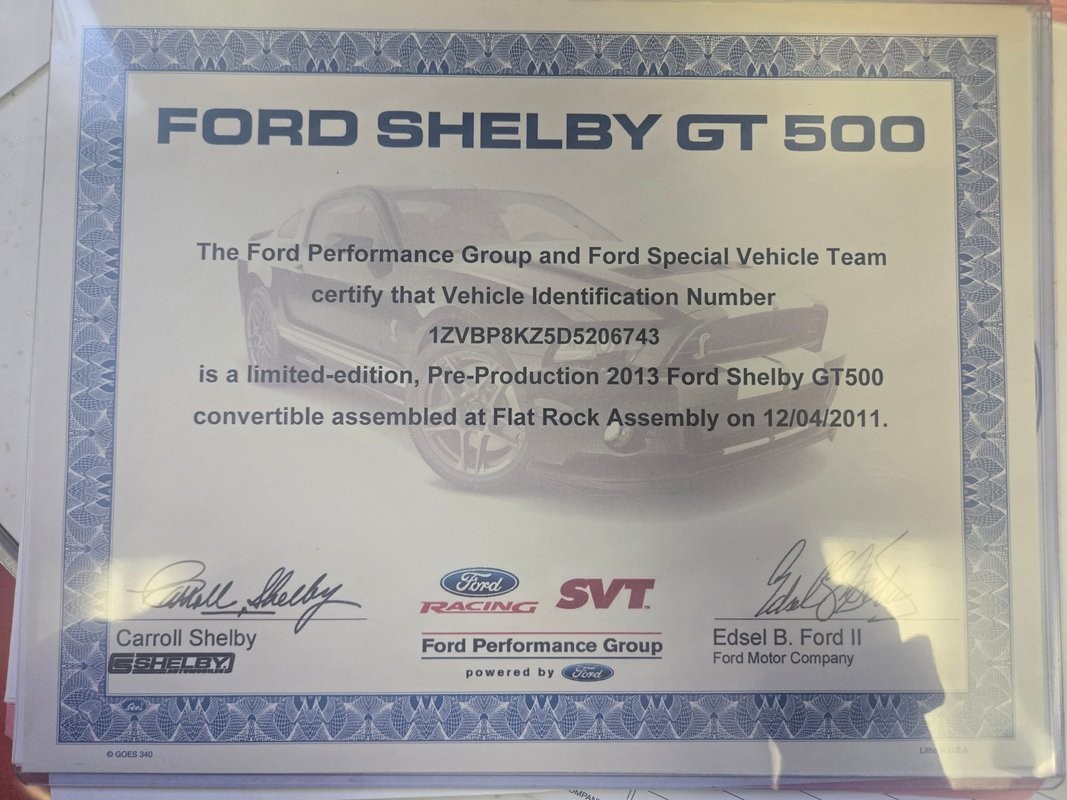 FORD SHELBY GT 500
The Ford Performance Group and Ford Special Vehicle Team
certify that Vehicle Identification Number
1ZVBP8KZ5D5206743
is a limited-edition, Pre-Production 2013 Ford Shelby GT500
convertible assembled at Flat Rock Assembly on 12/04/2011.
Carroll Shelby
Carroll Shelby
SHELBY
Ford
RACING
SVT
Ford Performance Group
powered by Ford
Edsel B. Ford II
Ford Motor Company
Goes
© GOES 340
Litho in U.S.A.